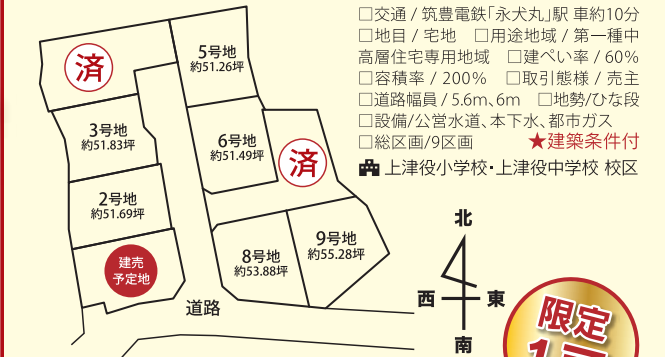 □交通 / 筑豊電鉄「永犬丸」駅 車約10分
□地目 / 宅地 □用途地域 / 第一種中
高層住宅専用地域 □建ぺい率 / 60%
□容積率 / 200% □取引態様 / 売主
□道路幅員 / 5.6m、6m □地勢/ひな段
□設備/公営水道、本下水、都市ガス
□総区画/9区画 ★建築条件付
上津役小学校・上津役中学校 校区
済
5号地
約51.26坪
3号地
約51.83坪
6号地
約51.49坪
済
2号地
約51.69坪
建売
予定地
8号地
約53.88坪
9号地
約55.28坪
道路
北
西 東
南
限定